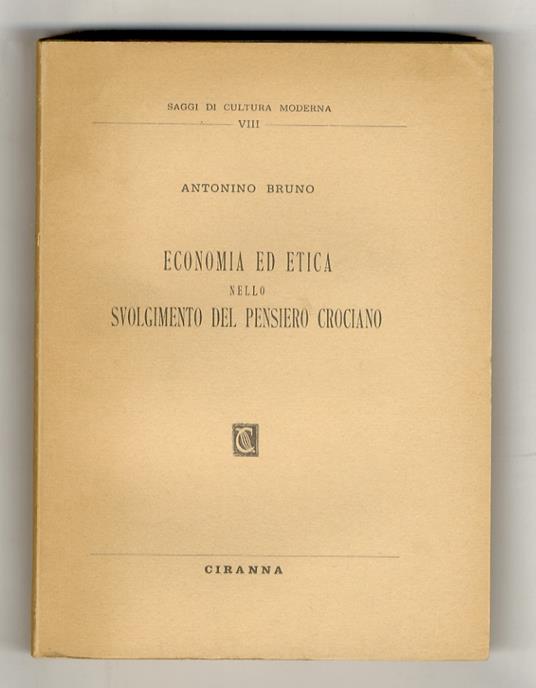 SAGGI DI CULTURA MODERNA
VIII
ANTONINO BRUNO
ECONOMIA ED ETICA
NELLO
SVOLGIMENTO DEL PENSIERO CROCIANO
C
CIRANNA